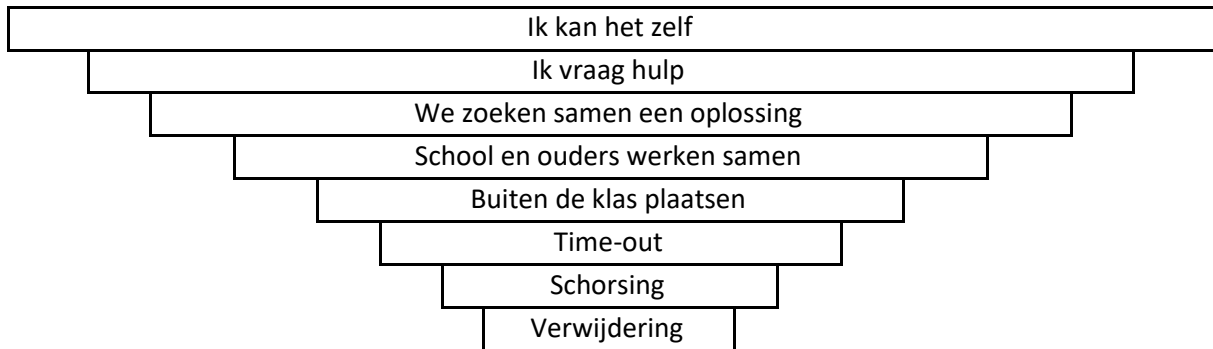 Ik kan het zelf
Ik vraag hulp
We zoeken samen een oplossing
School en ouders werken samen
Buiten de klas plaatsen
Time-out
Schorsing
Verwijdering